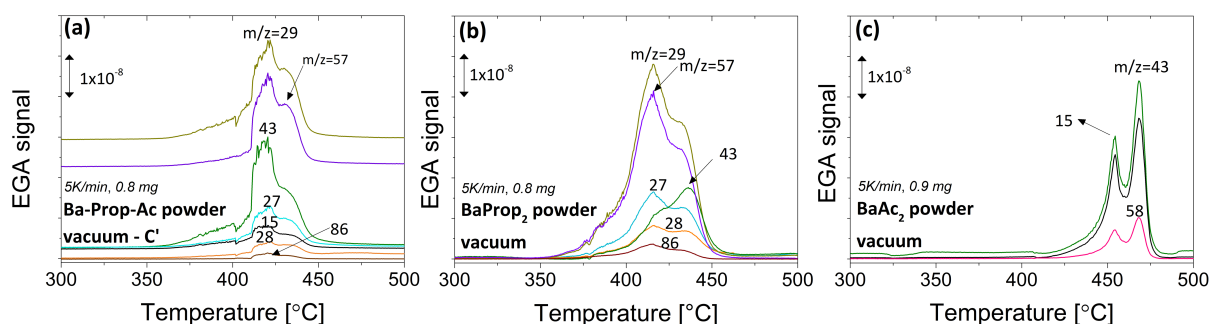 (a)
m/z=29
m/z=57
1x10-8
43
27
15
28
86
5K/min, 0.8 mg
Ba-Prop-Ac powder
vacuum - C'
EGA signal
300 350 400 450 500
Temperature [°C]
(b)
m/z=29
m/z=57
1x10-8
43
27
28
86
5K/min, 0.8 mg
BaProp2
vacuum
EGA signal
300 350 400 450 500
Temperature [°C]
(c)
m/z=43
1x10-8
15
58
5K/min, 0.9 mg
BaAc2 powder
vacuum
EGA signal
300 350 400 450 500
Temperature [°C]